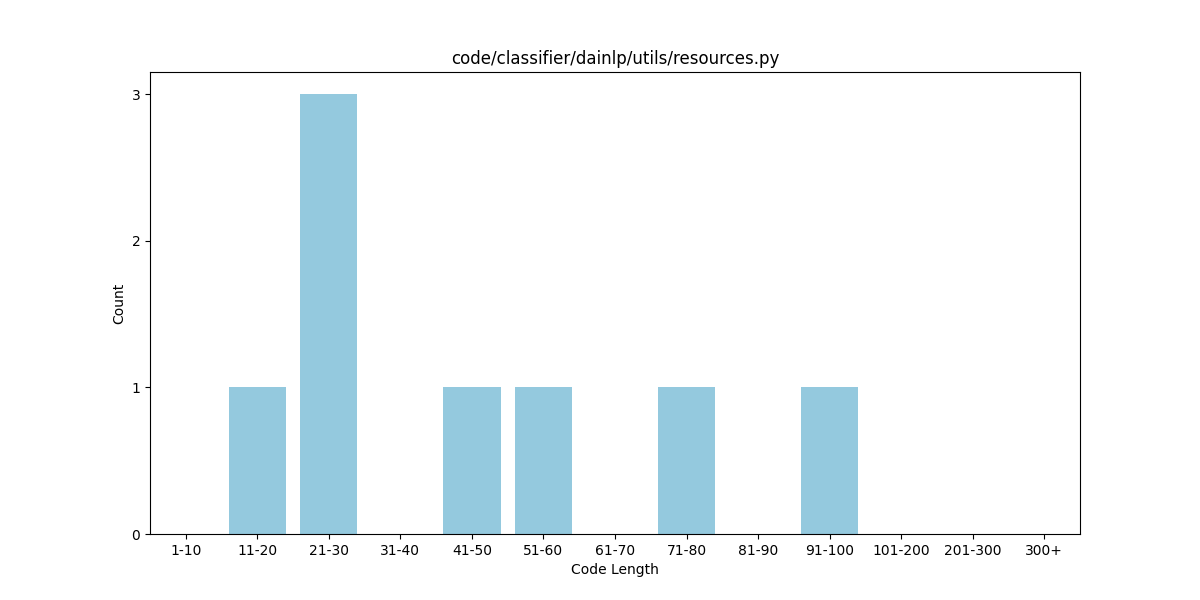 code/classifier/dainlp/utils/resources.py
3
2
1
0
Count
1-10 11-20 21-30 31-40 41-50 51-60 61-70 71-80 81-90 91-100 101-200 201-300 300+
Code Length